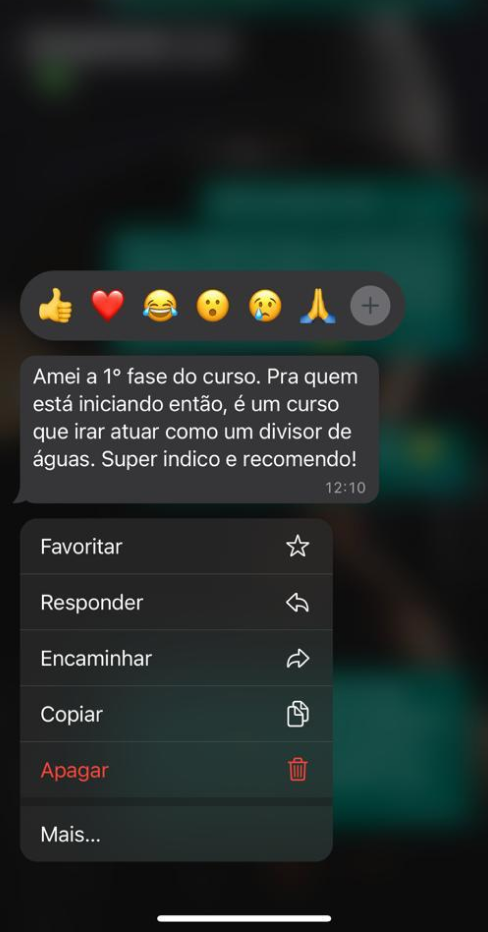 Amei a 1º fase do curso. Pra quem
está iniciando então, é um curso
que irar atuar como um divisor de
águas. Super indico e recomendo!
12:10
Favoritar
Responder
Encaminhar
Copiar
Apagar
Mais...